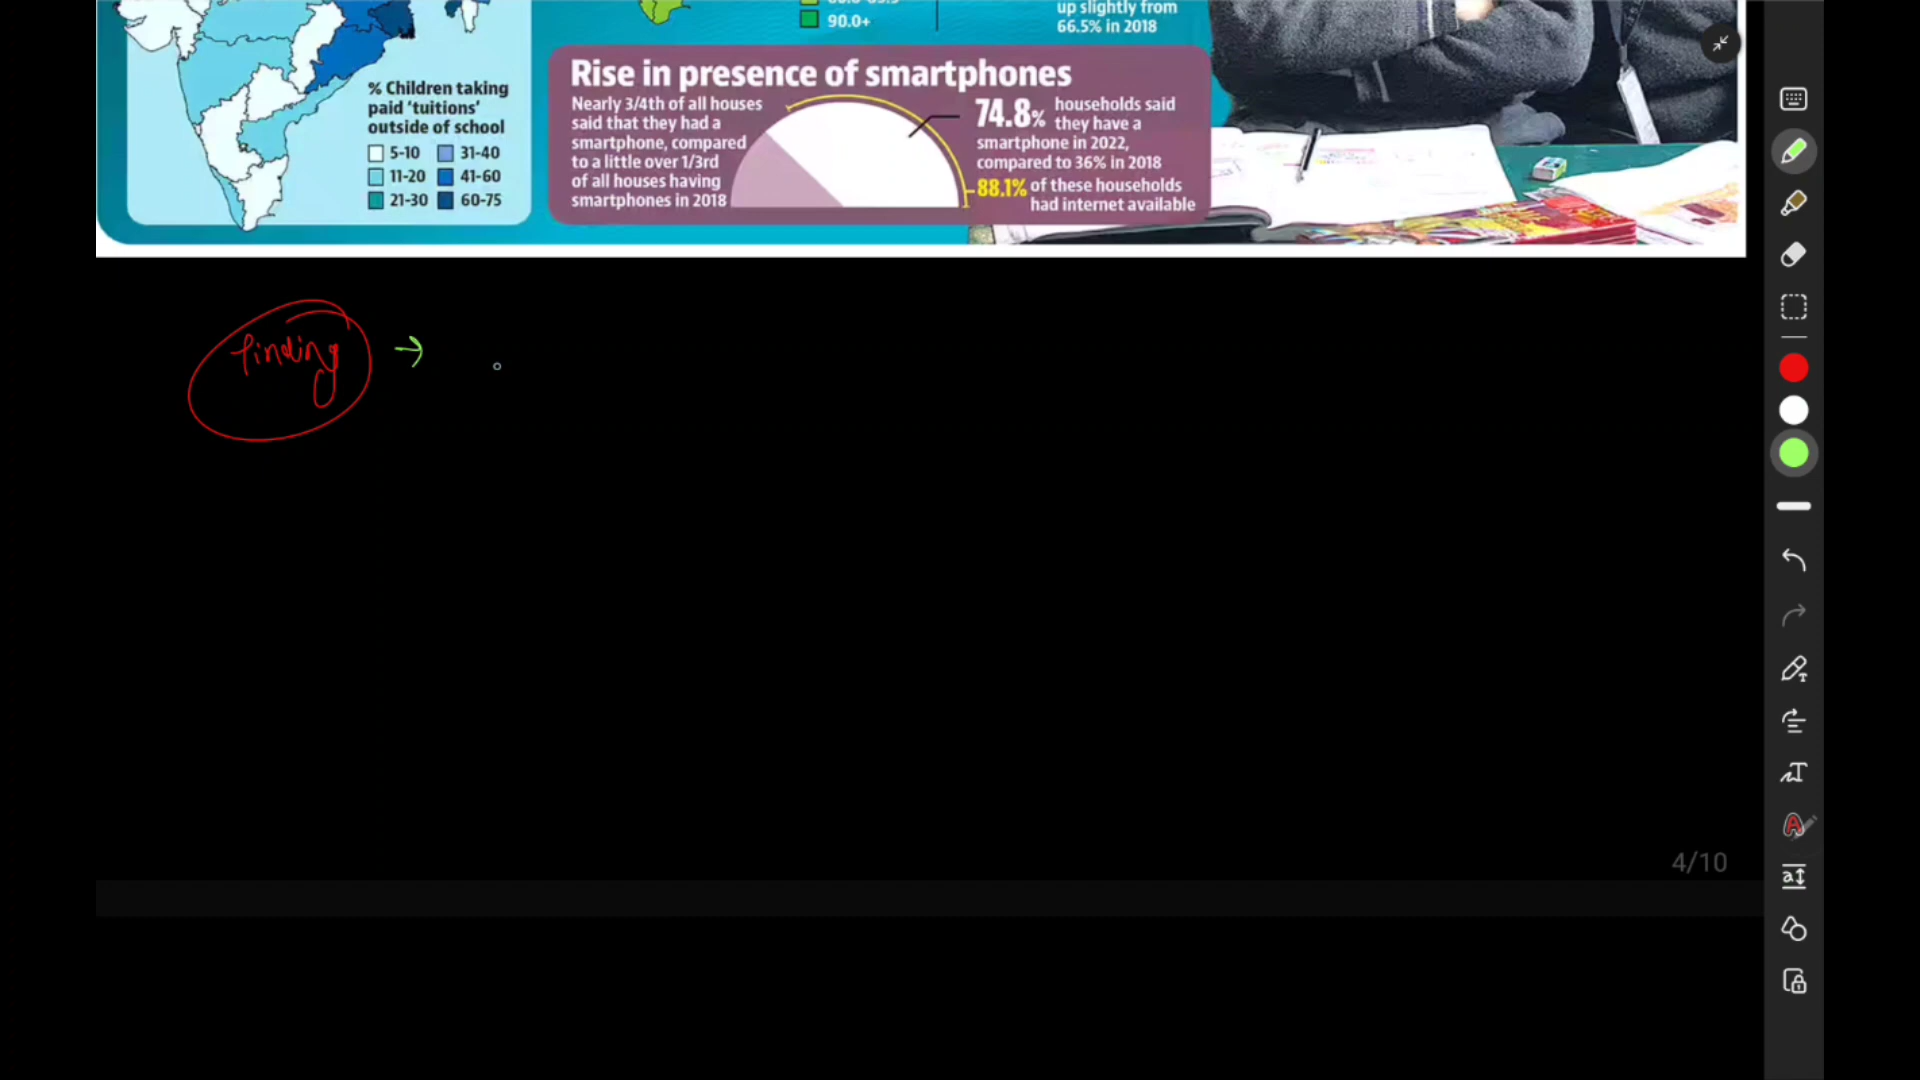 90.0+
up slightly from
66.5% in 2018
% Children taking
paid 'tuitions'
outside of school
5-10 31-40
11-20 41-60
21-30 60-75
Rise in presence of smartphones
Nearly 3/4th of all houses
said that they had a
smartphone, compared
to a little over 1/3rd
of all houses having
smartphones in 2018
74.8% households said
they have a
smartphone in 2022,
compared to 36% in 2018
88.1% of these households
had internet available
finding →
4/10